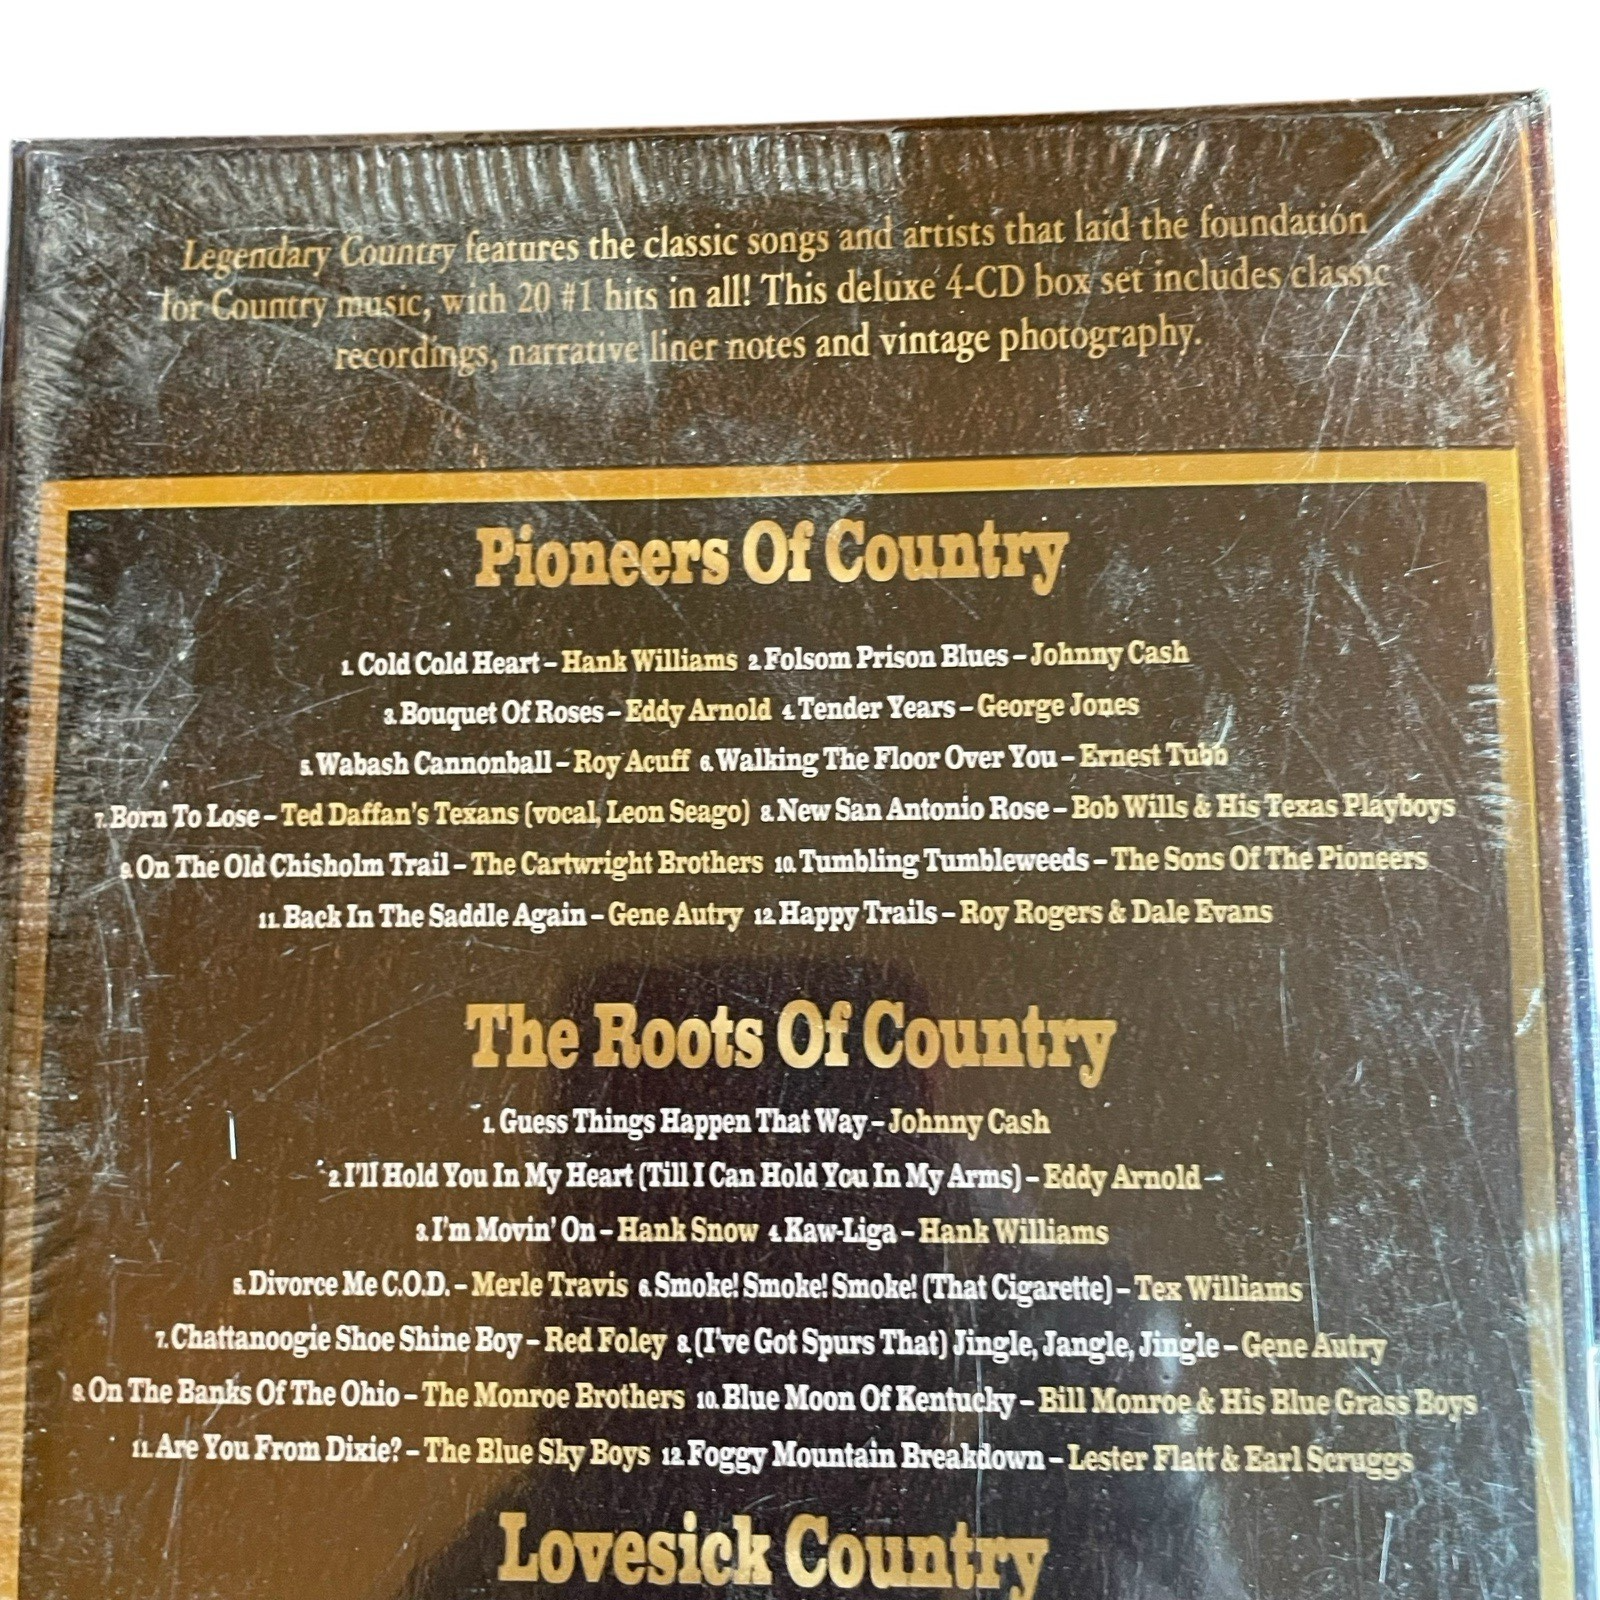 Legendary Country features the classic songs and artists that laid the foundation
for Country music, with 20 #1 hits in all! This deluxe 4-CD box set includes classic
recordings, narrative liner notes and vintage photography.
Pioneers Of Country
1. Cold Cold Heart – Hank Williams 2. Folsom Prison Blues – Johnny Cash
3. Bouquet Of Roses – Eddy Arnold 4. Tender Years – George Jones
5. Wabash Cannonball – Roy Acuff 6. Walking The Floor Over You – Ernest Tubb
7. Born To Lose – Ted Daffan's Texans (vocal, Leon Seago) 8. New San Antonio Rose – Bob Wills & His Texas Playboys
9. On The Old Chisholm Trail – The Cartwright Brothers 10. Tumbling Tumbleweeds – The Sons Of The Pioneers
11. Back In The Saddle Again – Gene Autry 12. Happy Trails – Roy Rogers & Dale Evans
The Roots Of Country
1. Guess Things Happen That Way – Johnny Cash
2. I'll Hold You In My Heart (Till I Can Hold You In My Arms) – Eddy Arnold
3. I'm Movin' On – Hank Snow 4. Kaw-Liga – Hank Williams
5. Divorce Me C.O.D. – Merle Travis 6. Smoke! Smoke! Smoke! (That Cigarette) – Tex Williams
7. Chattanoogie Shoe Shine Boy – Red Foley 8. (I've Got Spurs That) Jingle, Jangle, Jingle – Gene Autry
9. On The Banks Of The Ohio – The Monroe Brothers 10. Blue Moon Of Kentucky – Bill Monroe & His Blue Grass Boys
11. Are You From Dixie? – The Blue Sky Boys 12. Foggy Mountain Breakdown – Lester Flatt & Earl Scruggs
Lovesick Country